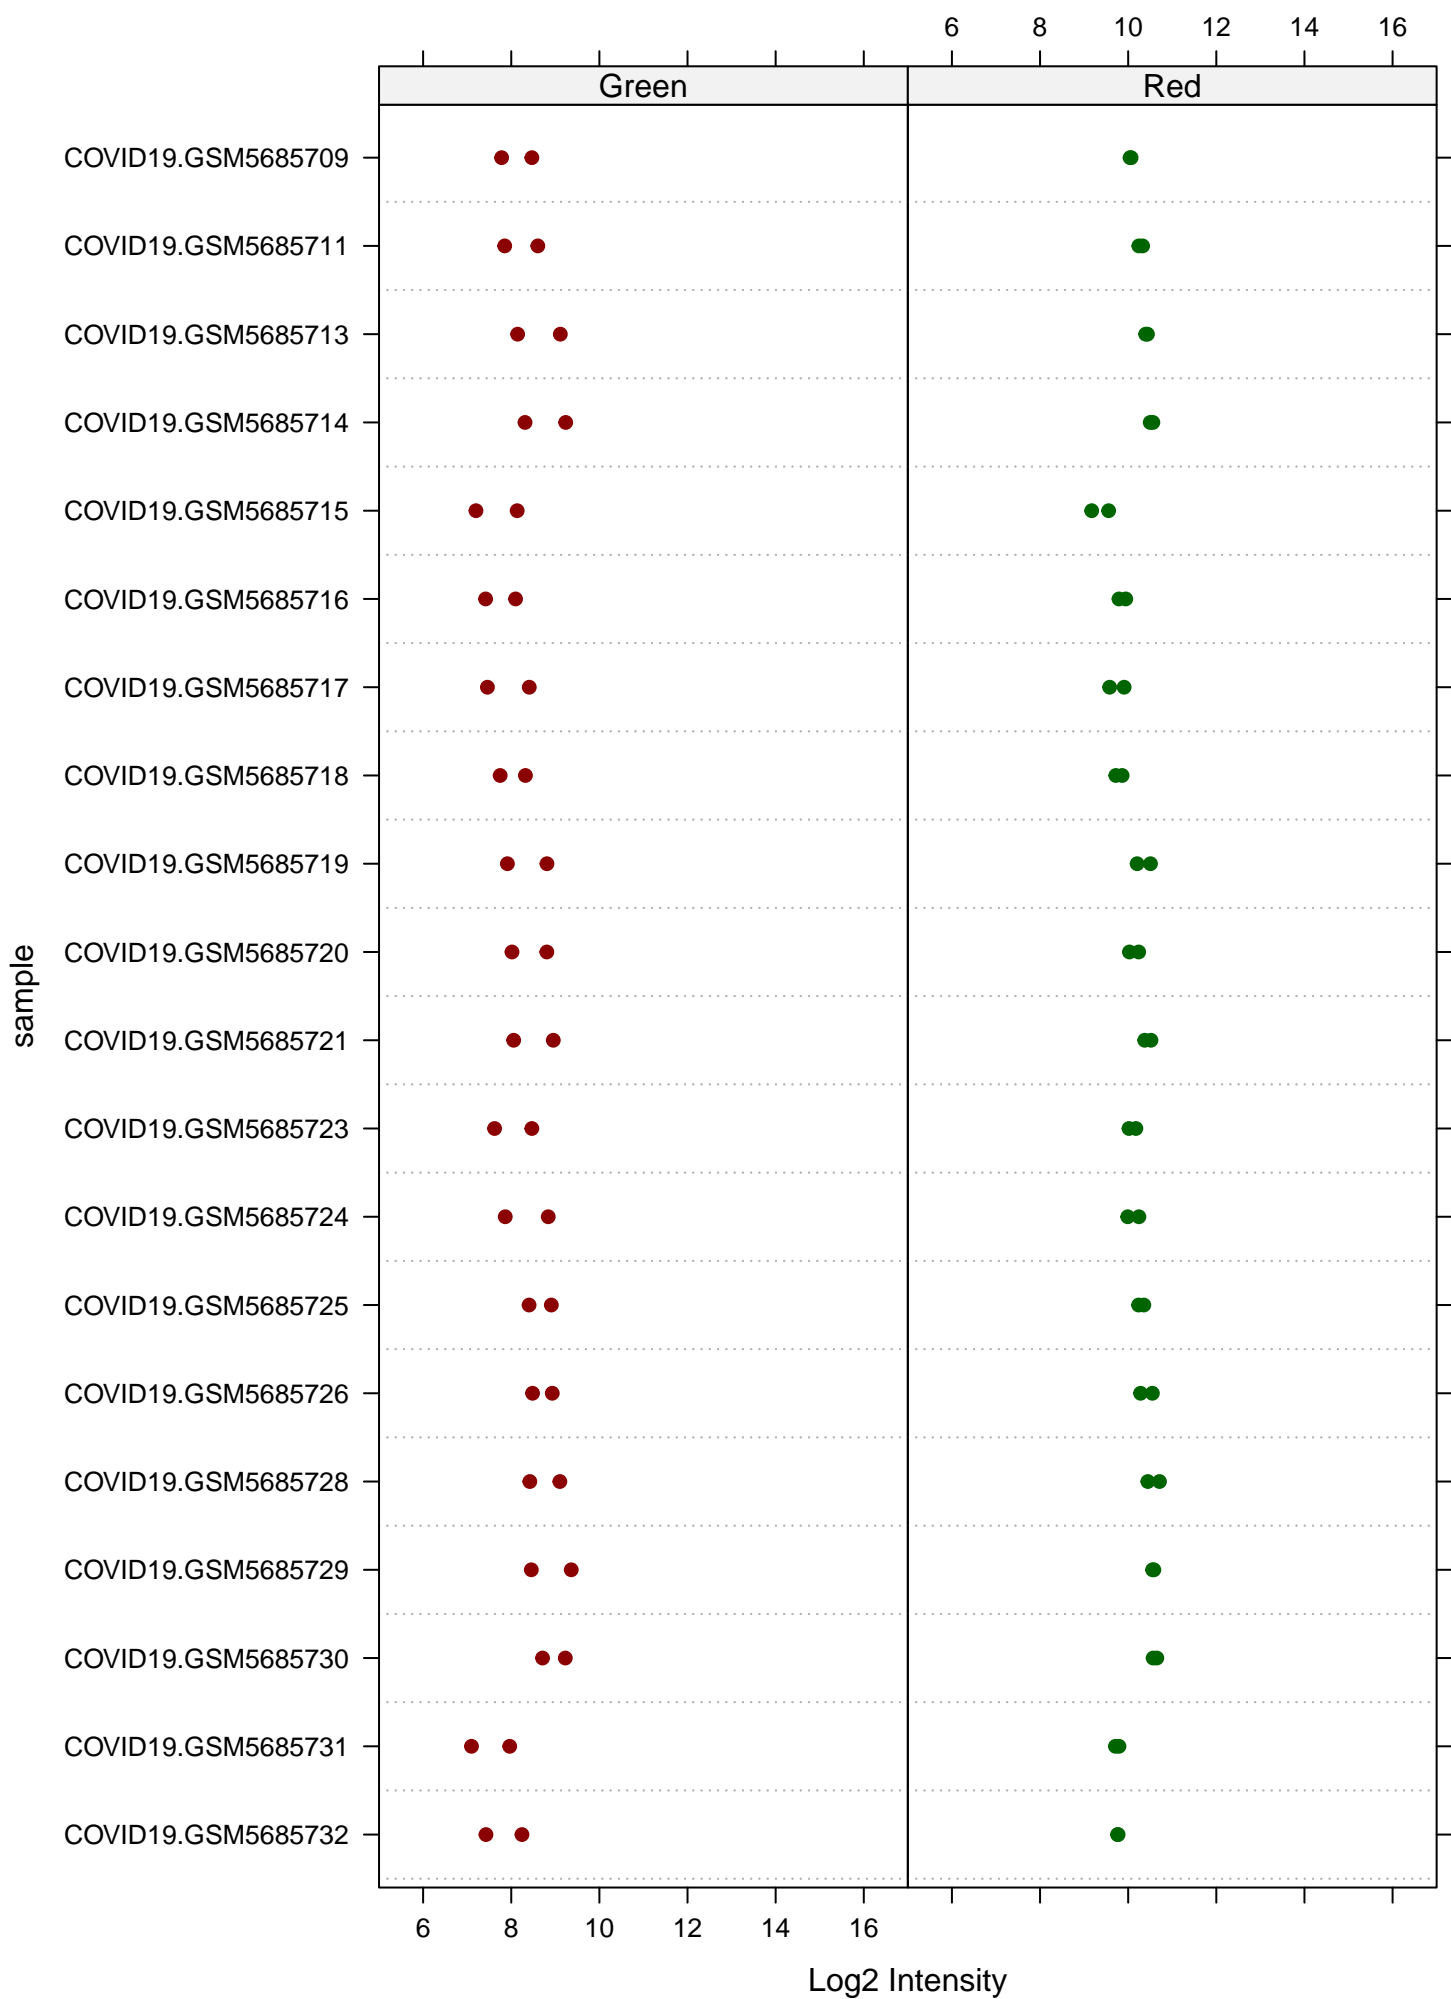 6 8 10 12 14 16
Green Red
COVID19.GSM5685709
COVID19.GSM5685711
COVID19.GSM5685713
COVID19.GSM5685714
COVID19.GSM5685715
COVID19.GSM5685716
COVID19.GSM5685717
COVID19.GSM5685718
COVID19.GSM5685719
COVID19.GSM5685720
COVID19.GSM5685721
COVID19.GSM5685723
COVID19.GSM5685724
COVID19.GSM5685725
COVID19.GSM5685726
COVID19.GSM5685728
COVID19.GSM5685729
COVID19.GSM5685730
COVID19.GSM5685731
COVID19.GSM5685732
sample
6 8 10 12 14 16
Log2 Intensity